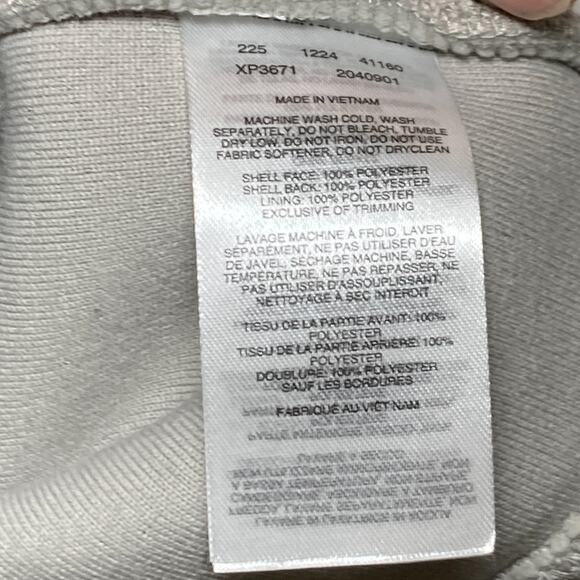 225 1224 41160
XP3671 2040901
MADE IN VIETNAM
MACHINE WASH COLD, WASH
SEPARATELY, DO NOT BLEACH, TUMBLE
DRY LOW, DO NOT IRON, DO NOT USE
FABRIC SOFTENER, DO NOT DRYCLEAN
SHELL FACE: 100% POLYESTER
SHELL BACK: 100% POLYESTER
LINING: 100% POLYESTER
EXCLUSIVE OF TRIMMING
LAVAGE MACHINE À FROID, LAVER
SÉPARÉMENT, NE PAS UTILISER D'EAU
DE JAVEL, SÉCHAGE MACHINE, BASSE
TEMPÉRATURE, NE PAS REPASSER, NE
PAS UTILISER D'ASSOUPLISSANT,
NETTOYAGE À SEC INTERDIT
TISSU DE LA PARTIE AVANT: 100%
POLYESTER
TISSU DE LA PARTIE ARRIÈRE: 100%
POLYESTER
DOUBLURE: 100% POLYESTER
SAUF LES BORDURES
FABRIQUÉ AU VIET NAM